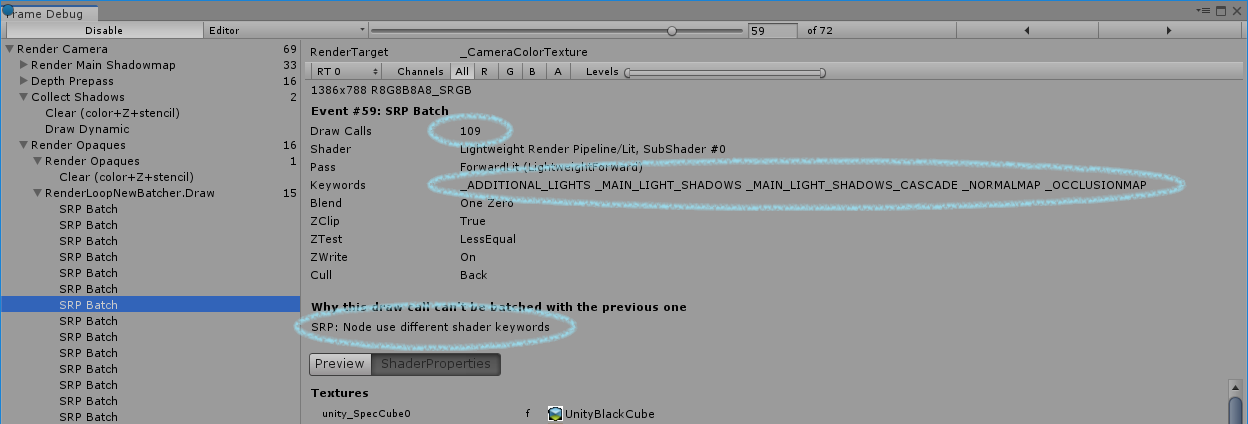 Frame Debug
Disable
Editor
59
of 72
Render Camera 69
Render Main Shadowmap 33
Depth Prepass 16
Collect Shadows 2
Clear (color+Z+stencil)
Draw Dynamic
Render Opaques 16
Render Opaques 1
Clear (color+Z+stencil)
RenderLoopNewBatcher.Draw 15
SRP Batch
SRP Batch
SRP Batch
SRP Batch
SRP Batch
SRP Batch
SRP Batch
SRP Batch
SRP Batch
SRP Batch
SRP Batch
SRP Batch
SRP Batch
SRP Batch
RenderTarget _CameraColorTexture
RT 0 Channels All R G B A Levels
1386x788 R8G8B8A8_SRGB
Event #59: SRP Batch
Draw Calls 109
Shader Lightweight Render Pipeline/Lit, SubShader #0
Pass ForwardLit (LightweightForward)
Keywords _ADDITIONAL_LIGHTS _MAIN_LIGHT_SHADOWS _MAIN_LIGHT_SHADOWS_CASCADE _NORMALMAP _OCCLUSIONMAP
Blend One Zero
ZClip True
ZTest LessEqual
ZWrite On
Cull Back
Why this draw call can't be batched with the previous one
SRP: Node use different shader keywords
Preview ShaderProperties
Textures
unity_SpecCube0 f UnityBlackCube